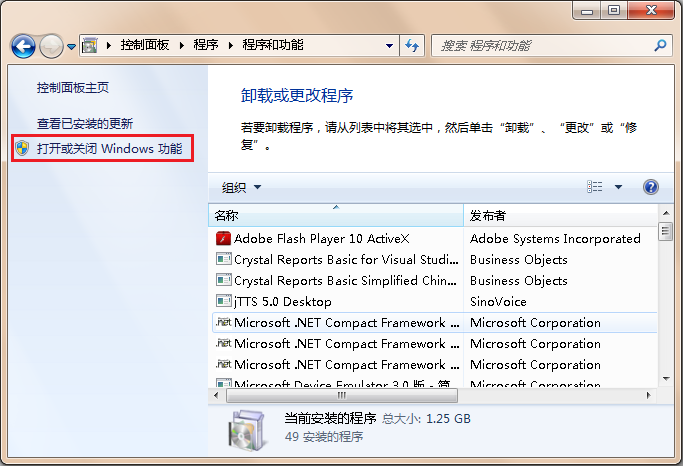 控制面板 程序 程序和功能
搜索 程序和功能
控制面板主页
查看已安装的更新
打开或关闭 Windows 功能
卸载或更改程序
若要卸载程序，请从列表中将其选中，然后单击“卸载”、“更改”或“修
复”。
组织
名称 发布者
Adobe Flash Player 10 ActiveX Adobe Systems Incorporated
Crystal Reports Basic for Visual Studi... Business Objects
Crystal Reports Basic Simplified Chin... Business Objects
jTTS 5.0 Desktop SinoVoice
Microsoft .NET Compact Framework ... Microsoft Corporation
Microsoft .NET Compact Framework ... Microsoft Corporation
Microsoft .NET Compact Framework ... Microsoft Corporation
Microsoft Device Emulator 3.0 版 - 简 Microsoft Corporation
当前安装的程序 总大小: 1.25 GB
49 安装的程序